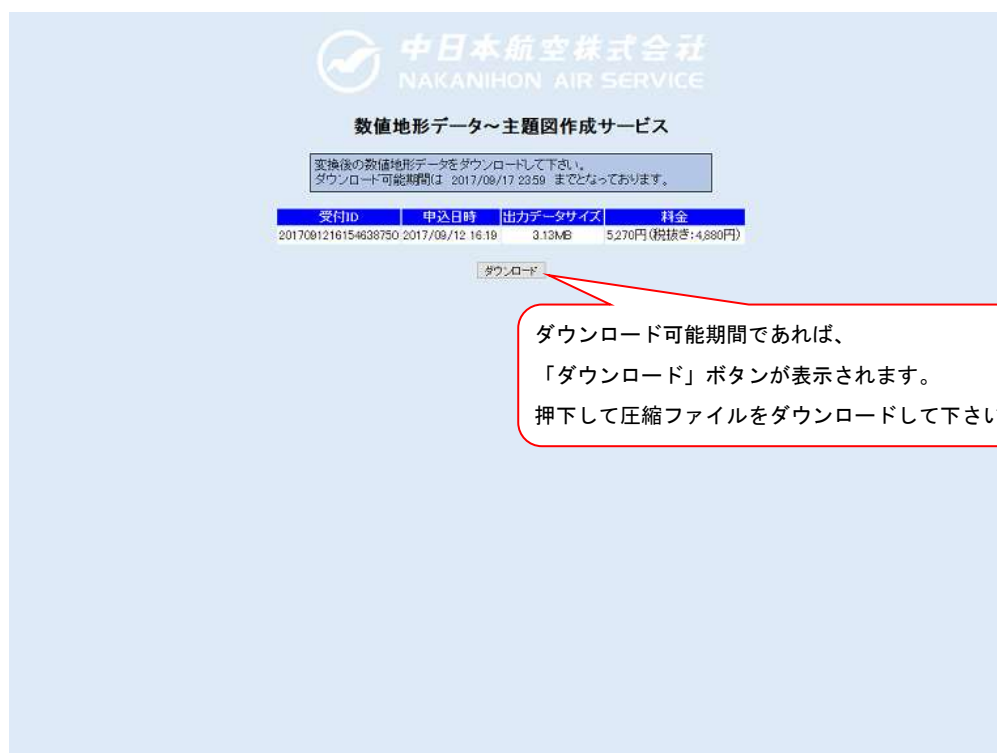 中日本航空株式会社
NAKANIHON AIR SERVICE
数値地形データ～主題図作成サービス
変換後の数値地形データをダウンロードして下さい。
ダウンロード可能期間は 2017/09/17 23:59 までとなっております。
受付ID 申込日時 出力データサイズ 料金
2017091216154638750 2017/09/12 16:19 3.13MB 5,270円(税抜き:4,880円)
ダウンロード
ダウンロード可能期間であれば、
「ダウンロード」ボタンが表示されます。
押下して圧縮ファイルをダウンロードして下さい